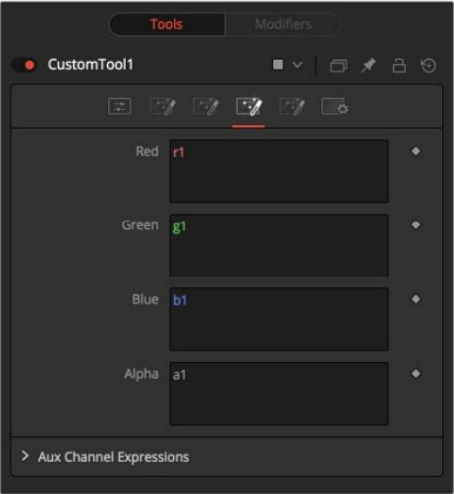 Tools Modifiers
CustomTool1
Red r1
Green g1
Blue b1
Alpha a1
Aux Channel Expressions